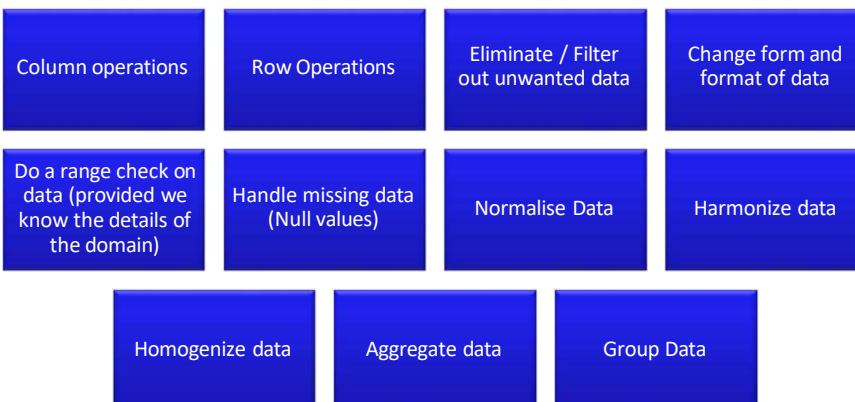 Column operations
Row Operations
Eliminate / Filter
out unwanted data
Change form and
format of data
Do a range check on
data (provided we
know the details of
the domain)
Handle missing data
(Null values)
Normalise Data
Harmonize data
Homogenize data
Aggregate data
Group Data